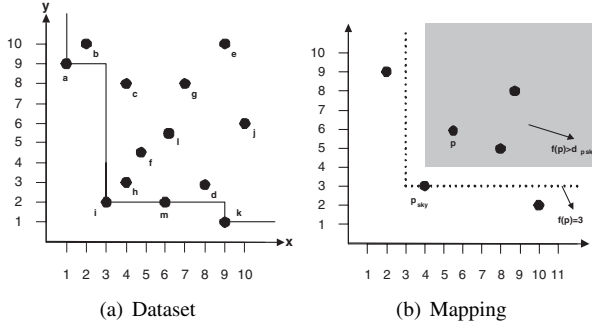 y
10
9
8
7
6
5
4
3
2
1
a
b
c
e
g
l
j
f
h
d
i
m
k
x
1 2 3 4 5 6 7 8 9 10
(a) Dataset
10
9
8
7
6
5
4
3
2
1
p
f(p)>d psk
p sky
f(p)=3
1 2 3 4 5 6 7 8 9 10 11
(b) Mapping